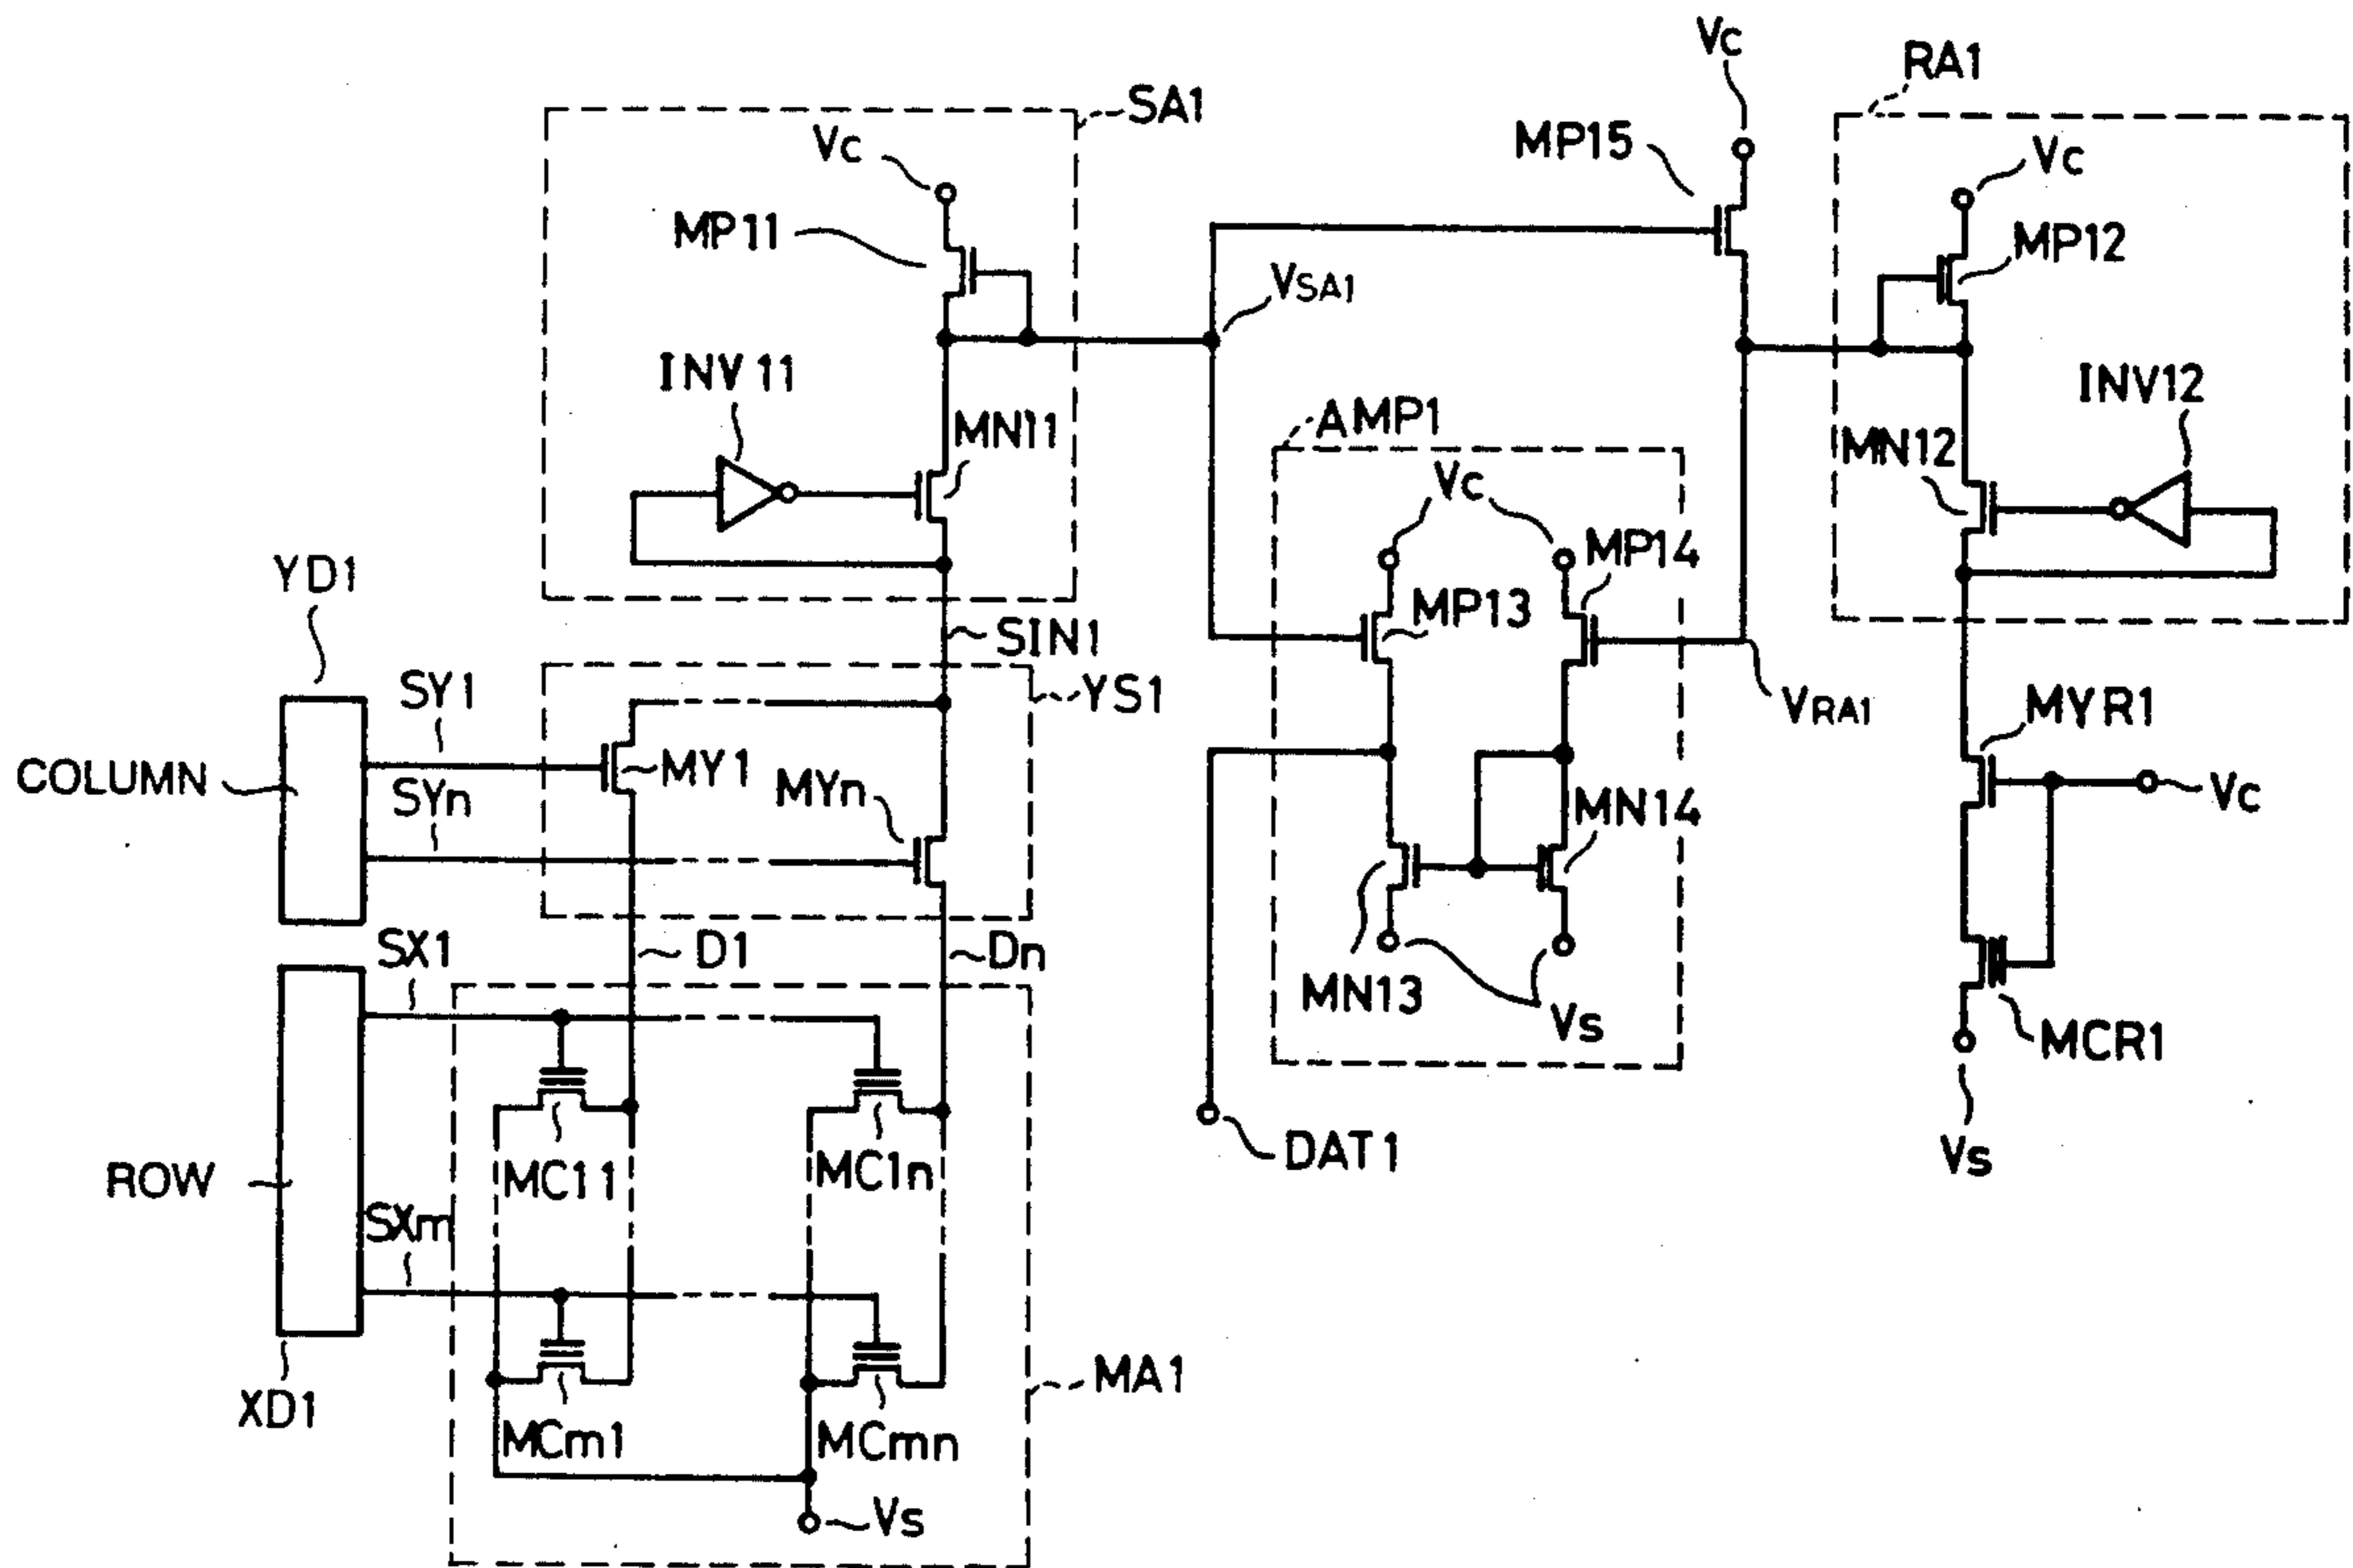 Vc
RA1
SA1
MP15
Vc
Vc
MP11
MP12
VSA1
INV11
INV12
AMP1
MN11
MN12
Vc
YD1
MP14
MP13
SIN1
SY1
YS1
VRA1
MYR1
COLUMN
MY1
MYn
SYn
MN14
Vc
SX1
D1
Dn
MN13
Vs
MCR1
DAT1
Vs
ROW
MC11
MC1n
SXm
MA1
XD1
MCm1
MCmn
Vs